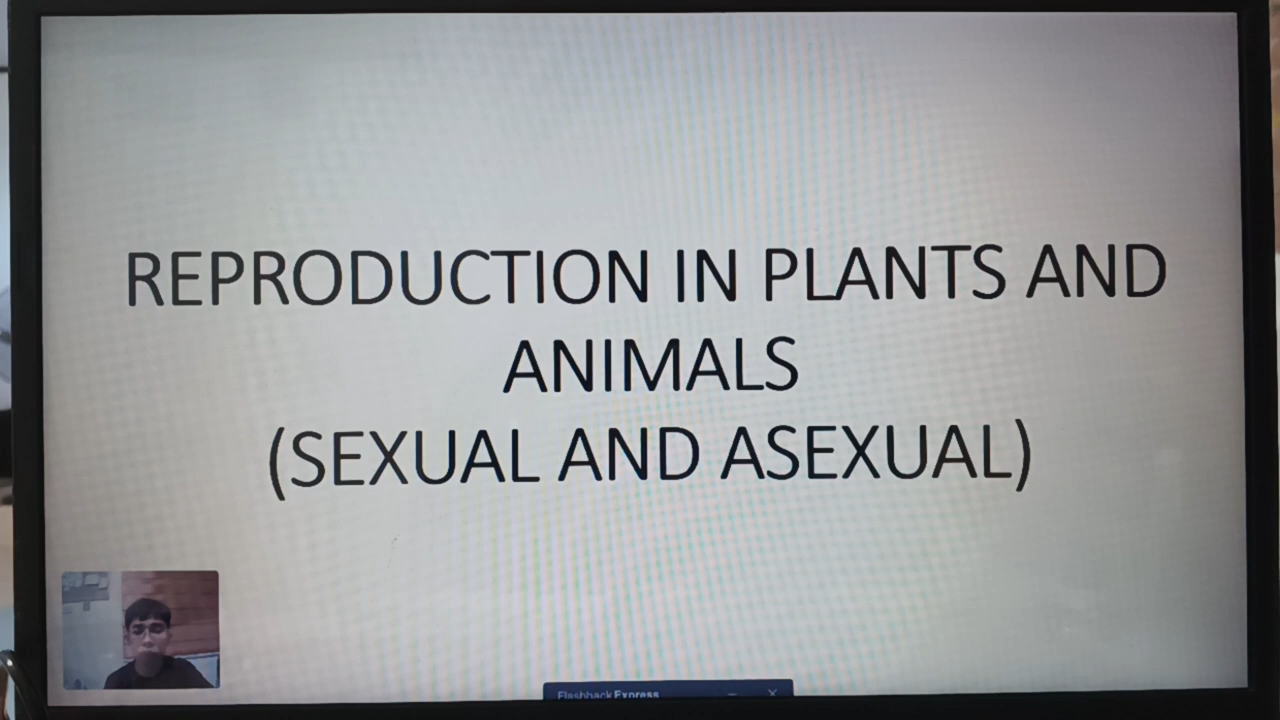 REPRODUCTION IN PLANTS AND
ANIMALS
(SEXUAL AND ASEXUAL)
Flashback Express